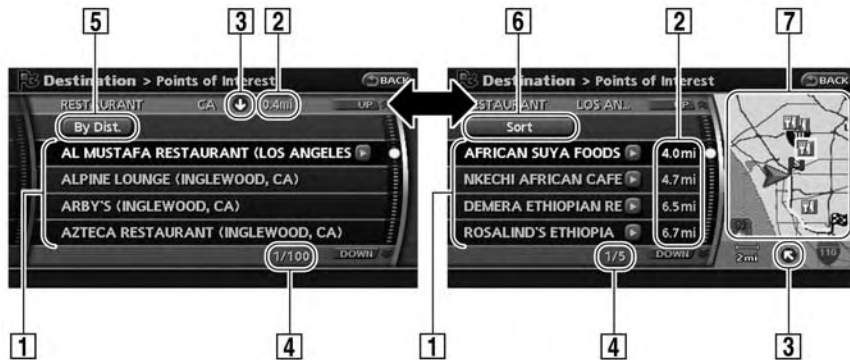 5 3 2 6 2 7
Destination > Points of Interest BACK
RESTAURANT CA 0.4mi UP
By Dist.
AL MUSTAFA RESTAURANT (LOS ANGELES
ALPINE LOUNGE (INGLEWOOD, CA)
ARBY'S (INGLEWOOD, CA)
AZTECA RESTAURANT (INGLEWOOD, CA)
1/100 DOWN
Destination > Points of Interest BACK
RESTAURANT LOS AN... UP
Sort
AFRICAN SUYA FOODS 4.0mi
NKECHI AFRICAN CAFE 4.7mi
DEMERA ETHIOPIAN RE 6.5mi
ROSALIND'S ETHIOPIA 6.7mi
1/5 DOWN
2mi 110
1 4 1 4 3